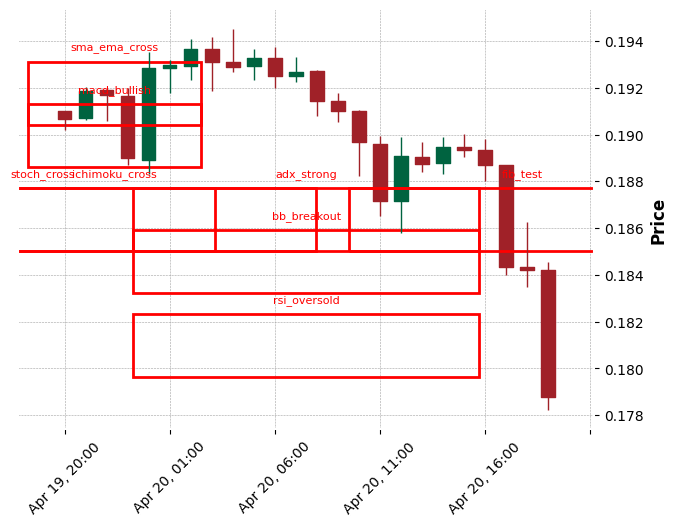 sma_ema_cross
macd_bullish
stoch_cross
ichimoku_cross
adx_strong
bb_breakout
rsi_oversold
0.194
0.192
0.190
0.188
0.186
0.184
0.182
0.180
0.178
Price
Apr 19, 20:00
Apr 20, 01:00
Apr 20, 06:00
Apr 20, 11:00
Apr 20, 16:00